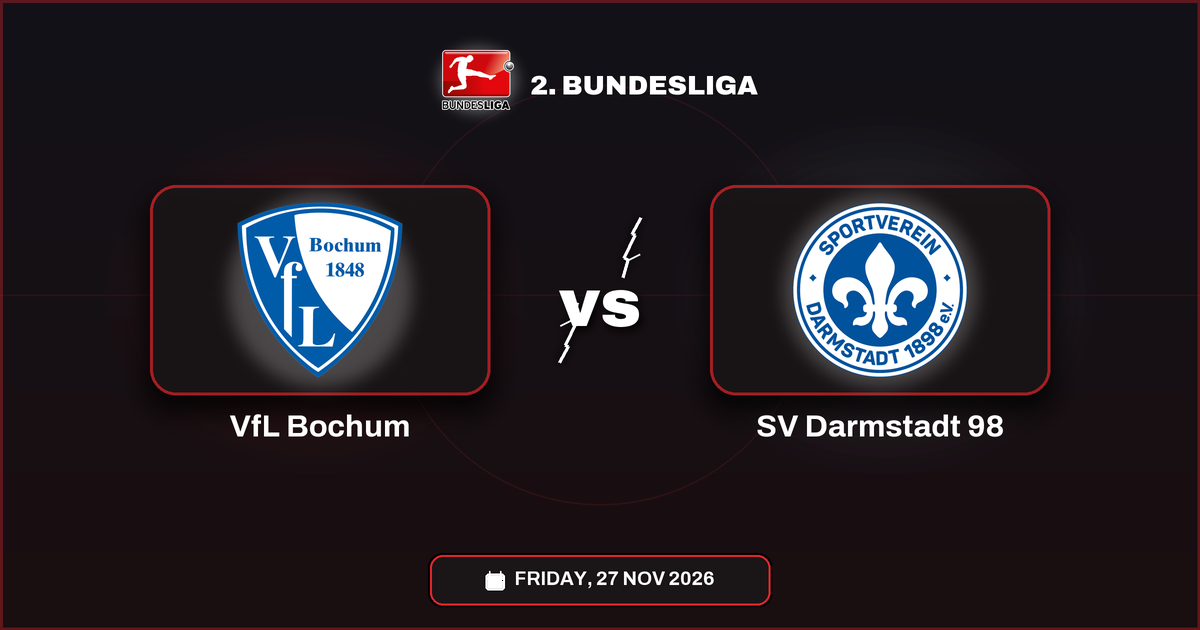 BUNDESLIGA
2. BUNDESLIGA
VfL
Bochum
1848
VS
SPORTVEREIN
DARMSTADT 1898 e.V.
VfL Bochum
SV Darmstadt 98
FRIDAY, 27 NOV 2026